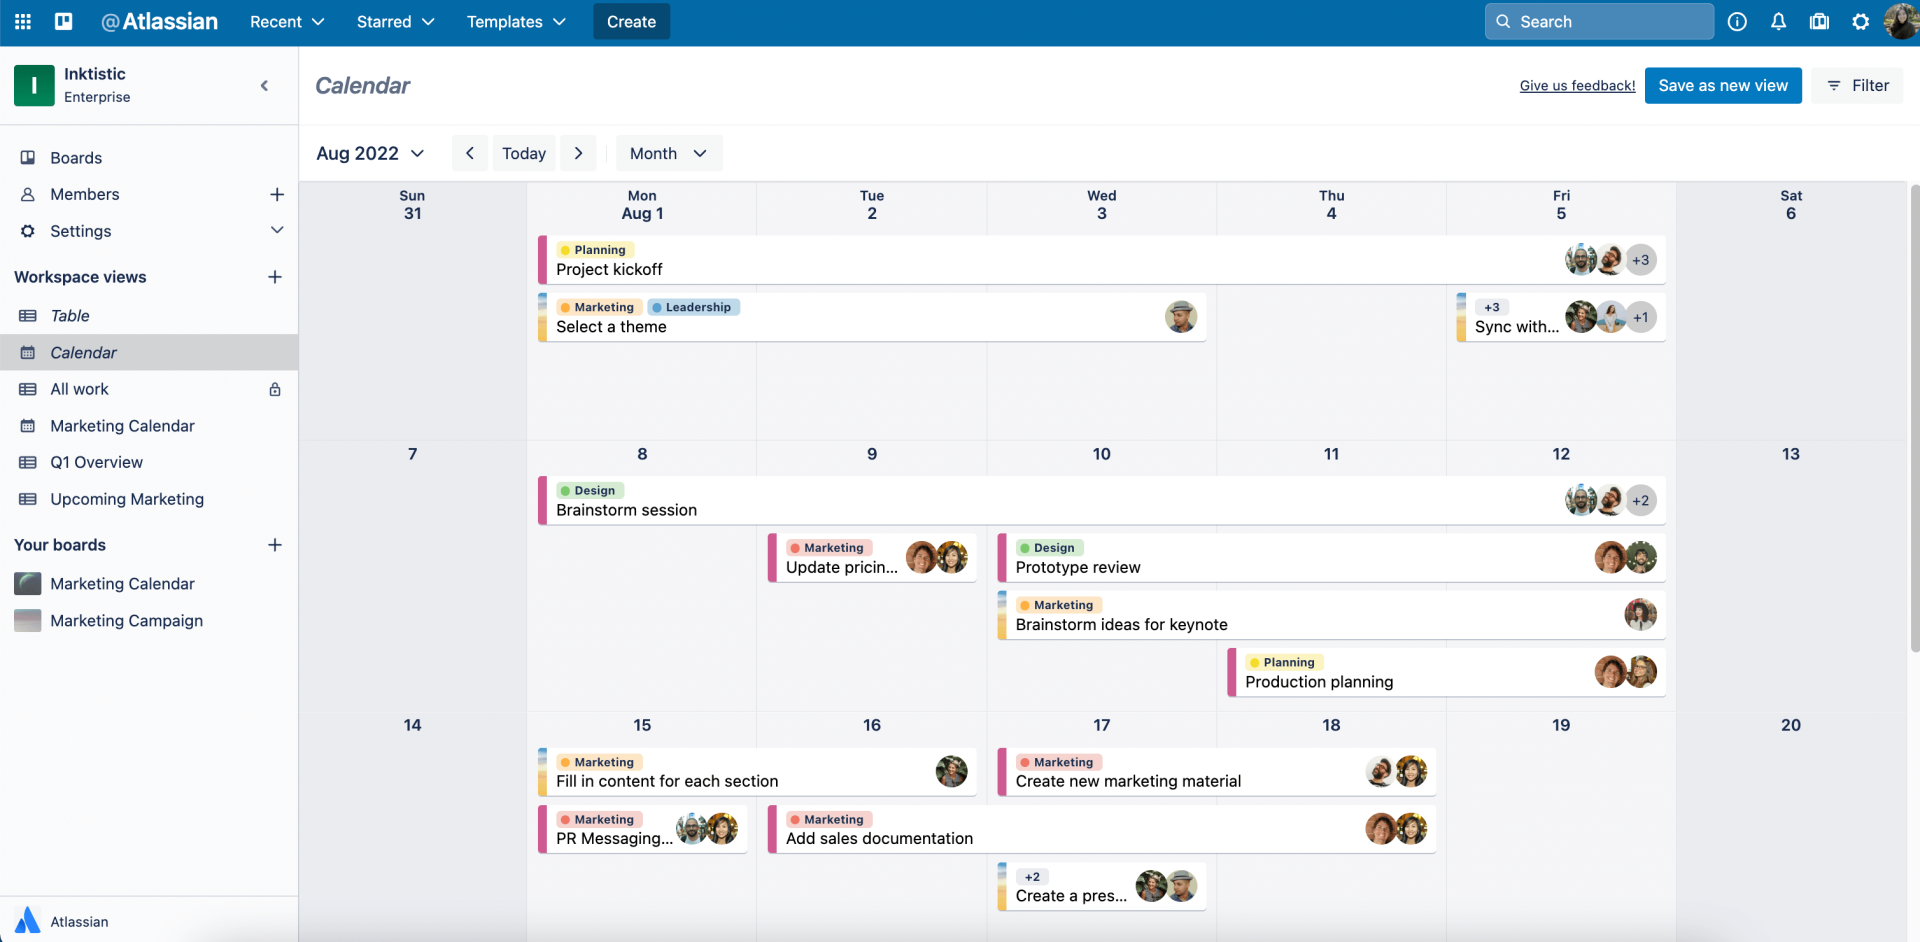 @Atlassian Recent Starred Templates Create Search
I Inktistic
Enterprise
Boards
Members
Settings
Workspace views
Table
Calendar
All work
Marketing Calendar
Q1 Overview
Upcoming Marketing
Your boards
Marketing Calendar
Marketing Campaign
Atlassian
Calendar
Give us feedback! Save as new view Filter
Aug 2022 Today Month
Sun Mon Tue Wed Thu Fri Sat
31 Aug 1 2 3 4 5 6
Planning
Project kickoff +3
Marketing Leadership
Select a theme
+3
Sync with... +1
7 8 9 10 11 12 13
Design
Brainstorm session +2
Marketing
Update pricin...
Design
Prototype review
Marketing
Brainstorm ideas for keynote
Planning
Production planning
14 15 16 17 18 19 20
Marketing
Fill in content for each section
Marketing
Create new marketing material
Marketing
PR Messaging...
Marketing
Add sales documentation
+2
Create a pres...